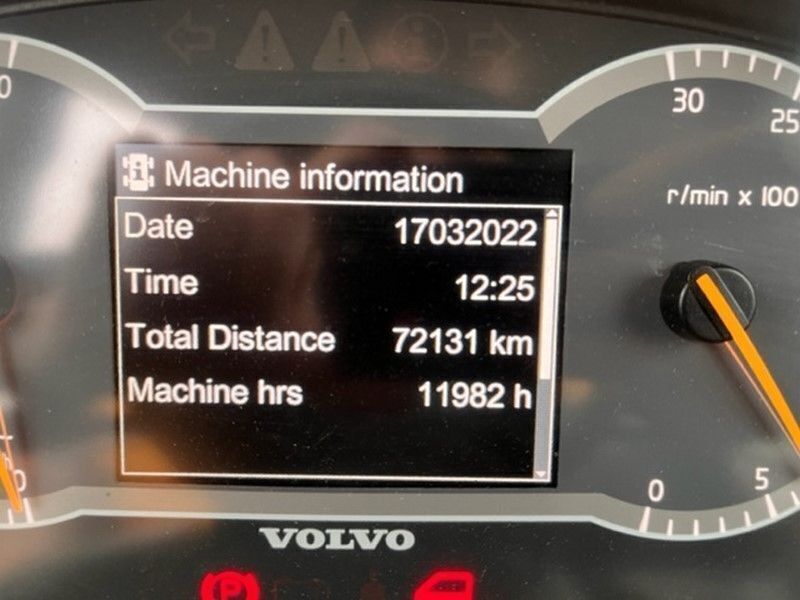 0
30
25
Machine information
r/min x 100
Date 17032022
Time 12:25
Total Distance 72131 km
Machine hrs 11982 h
0 5
VOLVO
P